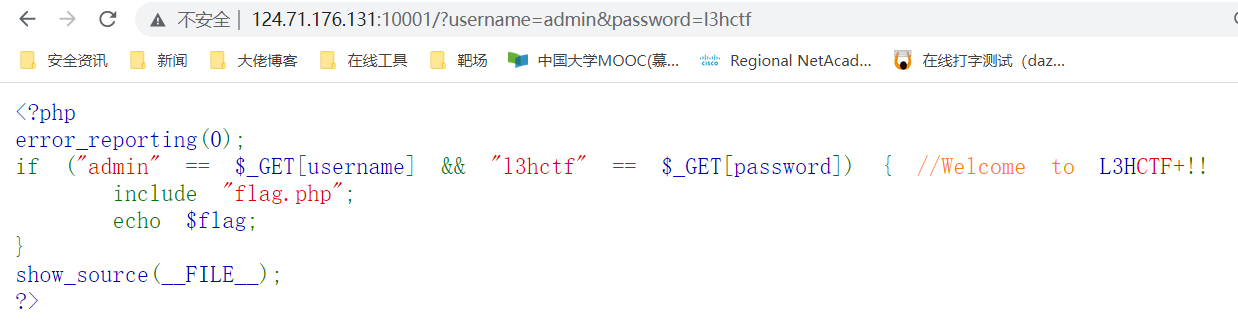 不安全 | 124.71.176.131:10001/?username=admin&password=l3hctf
安全资讯 新闻 大佬博客 在线工具 靶场 中国大学MOOC(慕... CISCO Regional NetAcad... 在线打字测试（daz...
<?php
error_reporting(0);
if ("admin" == $_GET[username] && "l3hctf" == $_GET[password]) { //Welcome to L3HCTF+!!
include "flag.php";
echo $flag;
}
show_source(__FILE__);
?>